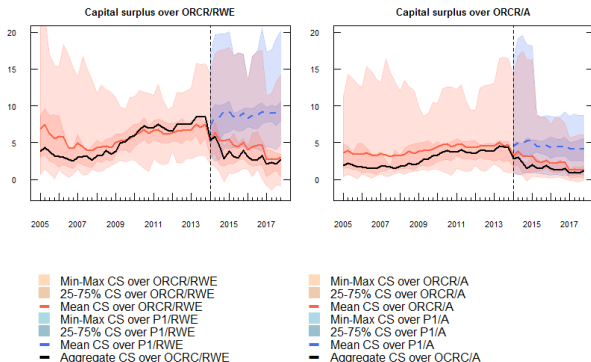 Capital surplus over ORCR/RWE
20
15
10
5
0
2005 2007 2009 2011 2013 2015 2017
Min-Max CS over ORCR/RWE
25-75% CS over ORCR/RWE
Mean CS over ORCR/RWE
Min-Max CS over P1/RWE
25-75% CS over P1/RWE
Mean CS over P1/RWE
Aggregate CS over OCRC/RWE
Capital surplus over ORCR/A
20
15
10
5
0
2005 2007 2009 2011 2013 2015 2017
Min-Max CS over ORCR/A
25-75% CS over ORCR/A
Mean CS over ORCR/A
Min-Max CS over P1/A
25-75% CS over P1/A
Mean CS over P1/A
Aggregate CS over OCRC/A